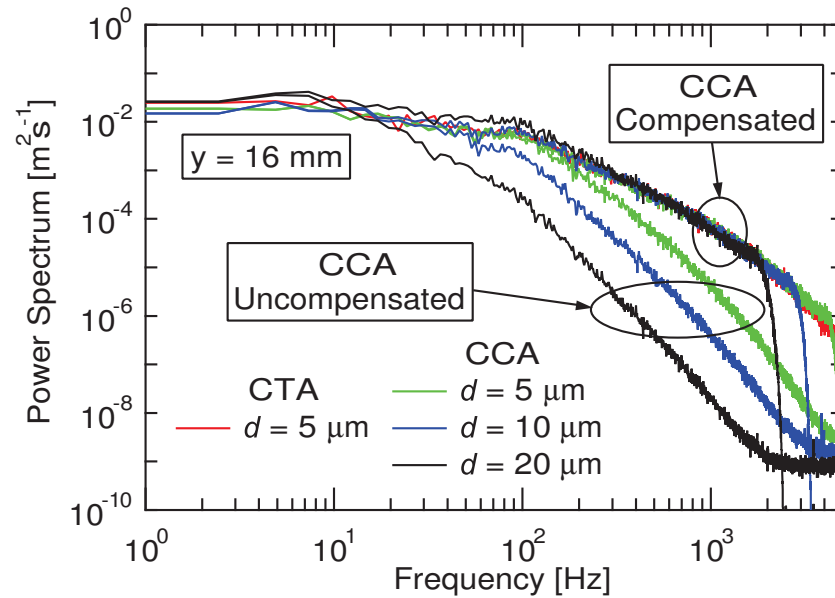 10^0
10^-2
10^-4
10^-6
10^-8
10^-10
Power Spectrum [m^2s^-1]
y = 16 mm
CCA
Compensated
CCA
Uncompensated
CTA
d = 5 μm
CCA
d = 5 μm
d = 10 μm
d = 20 μm
10^0
10^1
10^2
10^3
Frequency [Hz]